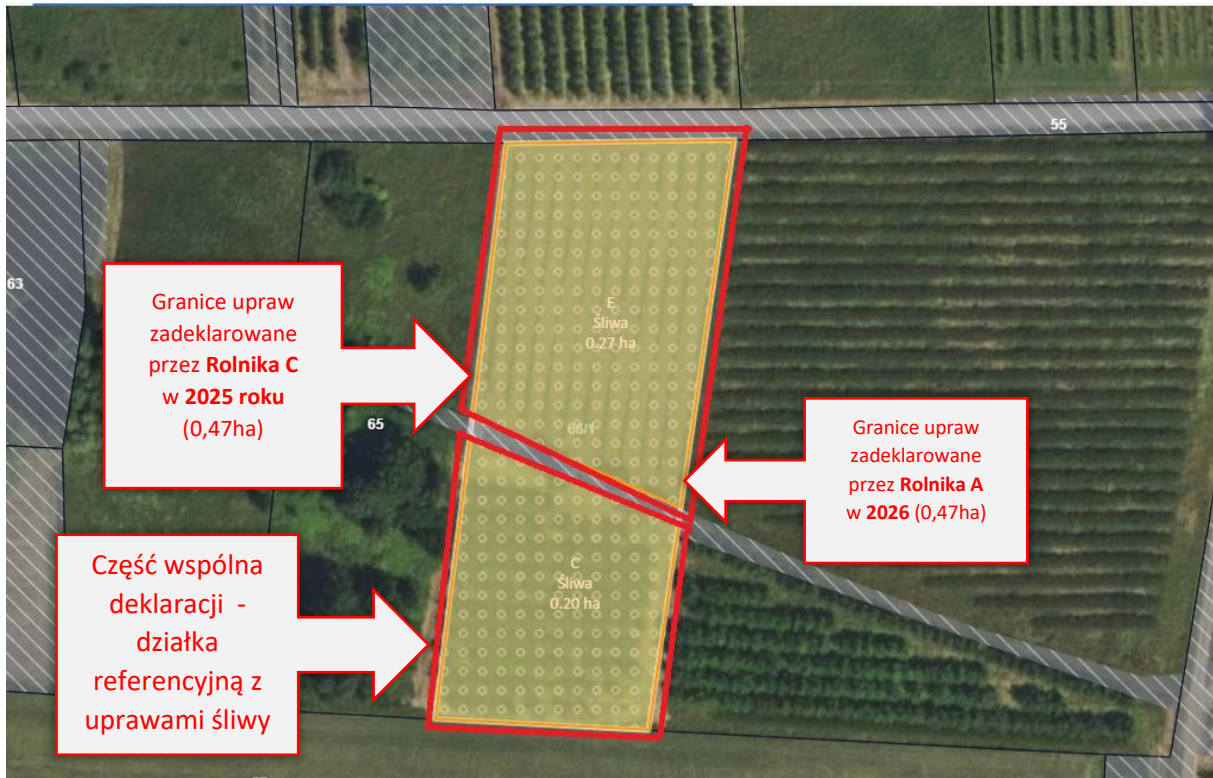 55
63
Granice upraw
zadeklarowane
przez Rolnika C
w 2025 roku
(0,47ha)
E
Śliwa
0.27 ha
65
66/1
Granice upraw
zadeklarowane
przez Rolnika A
w 2026 (0,47ha)
Część wspólna
deklaracji -
działka
referencyjną z
uprawami śliwy
C
Śliwa
0.20 ha